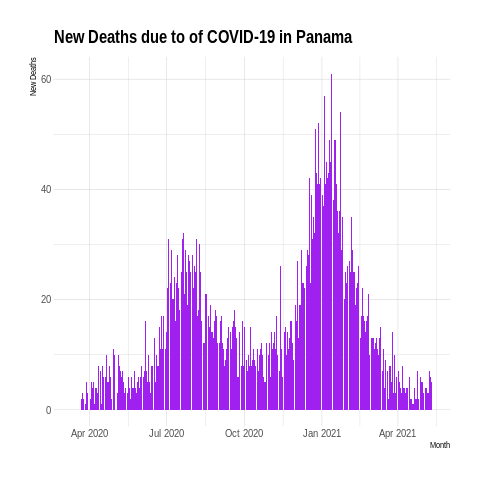 New Deaths due to of COVID-19 in Panama
New Deaths
60
40
20
0
Apr 2020 Jul 2020 Oct 2020 Jan 2021 Apr 2021
Month